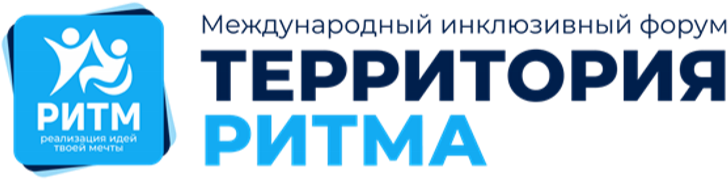 РИТМ
реализация идей
твоей мечты
Международный инклюзивный форум
ТЕРРИТОРИЯ
РИТМА